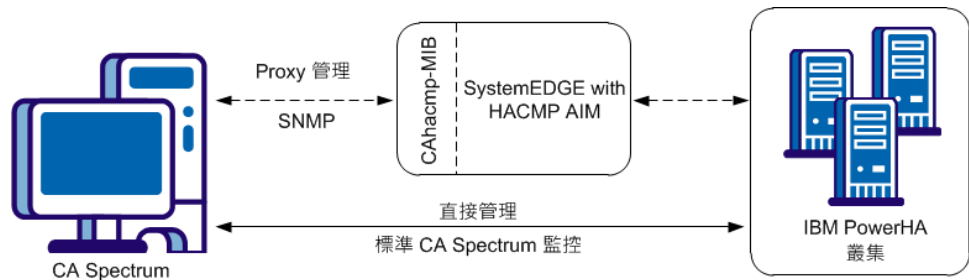 Proxy 管理
SNMP
CAhacmp-MIB
SystemEDGE with
HACMP AIM
直接管理
標準 CA Spectrum 監控
CA Spectrum
IBM PowerHA
叢集